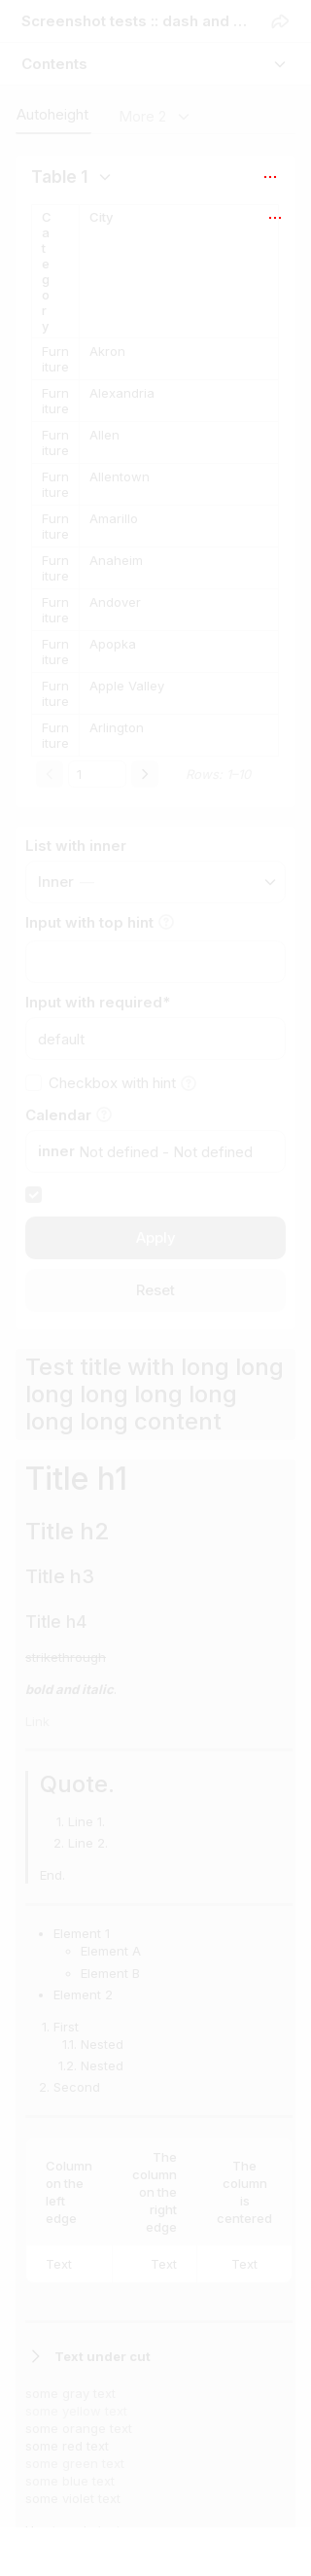 Screenshot tests :: dash and ...
Contents
Autoheight More 2
Table 1
Category City
Furniture Akron
Furniture Alexandria
Furniture Allen
Furniture Allentown
Furniture Amarillo
Furniture Anaheim
Furniture Andover
Furniture Apopka
Furniture Apple Valley
Furniture Arlington
1 Rows: 1–10
List with inner
Inner —
Input with top hint
Input with required*
default
Checkbox with hint
Calendar
inner Not defined - Not defined
Apply
Reset
Test title with long long
long long long long
long long content
Title h1
Title h2
Title h3
Title h4
strikethrough
bold and italic.
Link
Quote.
1. Line 1.
2. Line 2.
End.
• Element 1
◦ Element A
◦ Element B
• Element 2
1. First
1.1. Nested
1.2. Nested
2. Second
Column on the left edge
The column on the right edge
The column is centered
Text Text Text
Text under cut
some gray text
some yellow text
some orange text
some red text
some green text
some blue text
some violet text